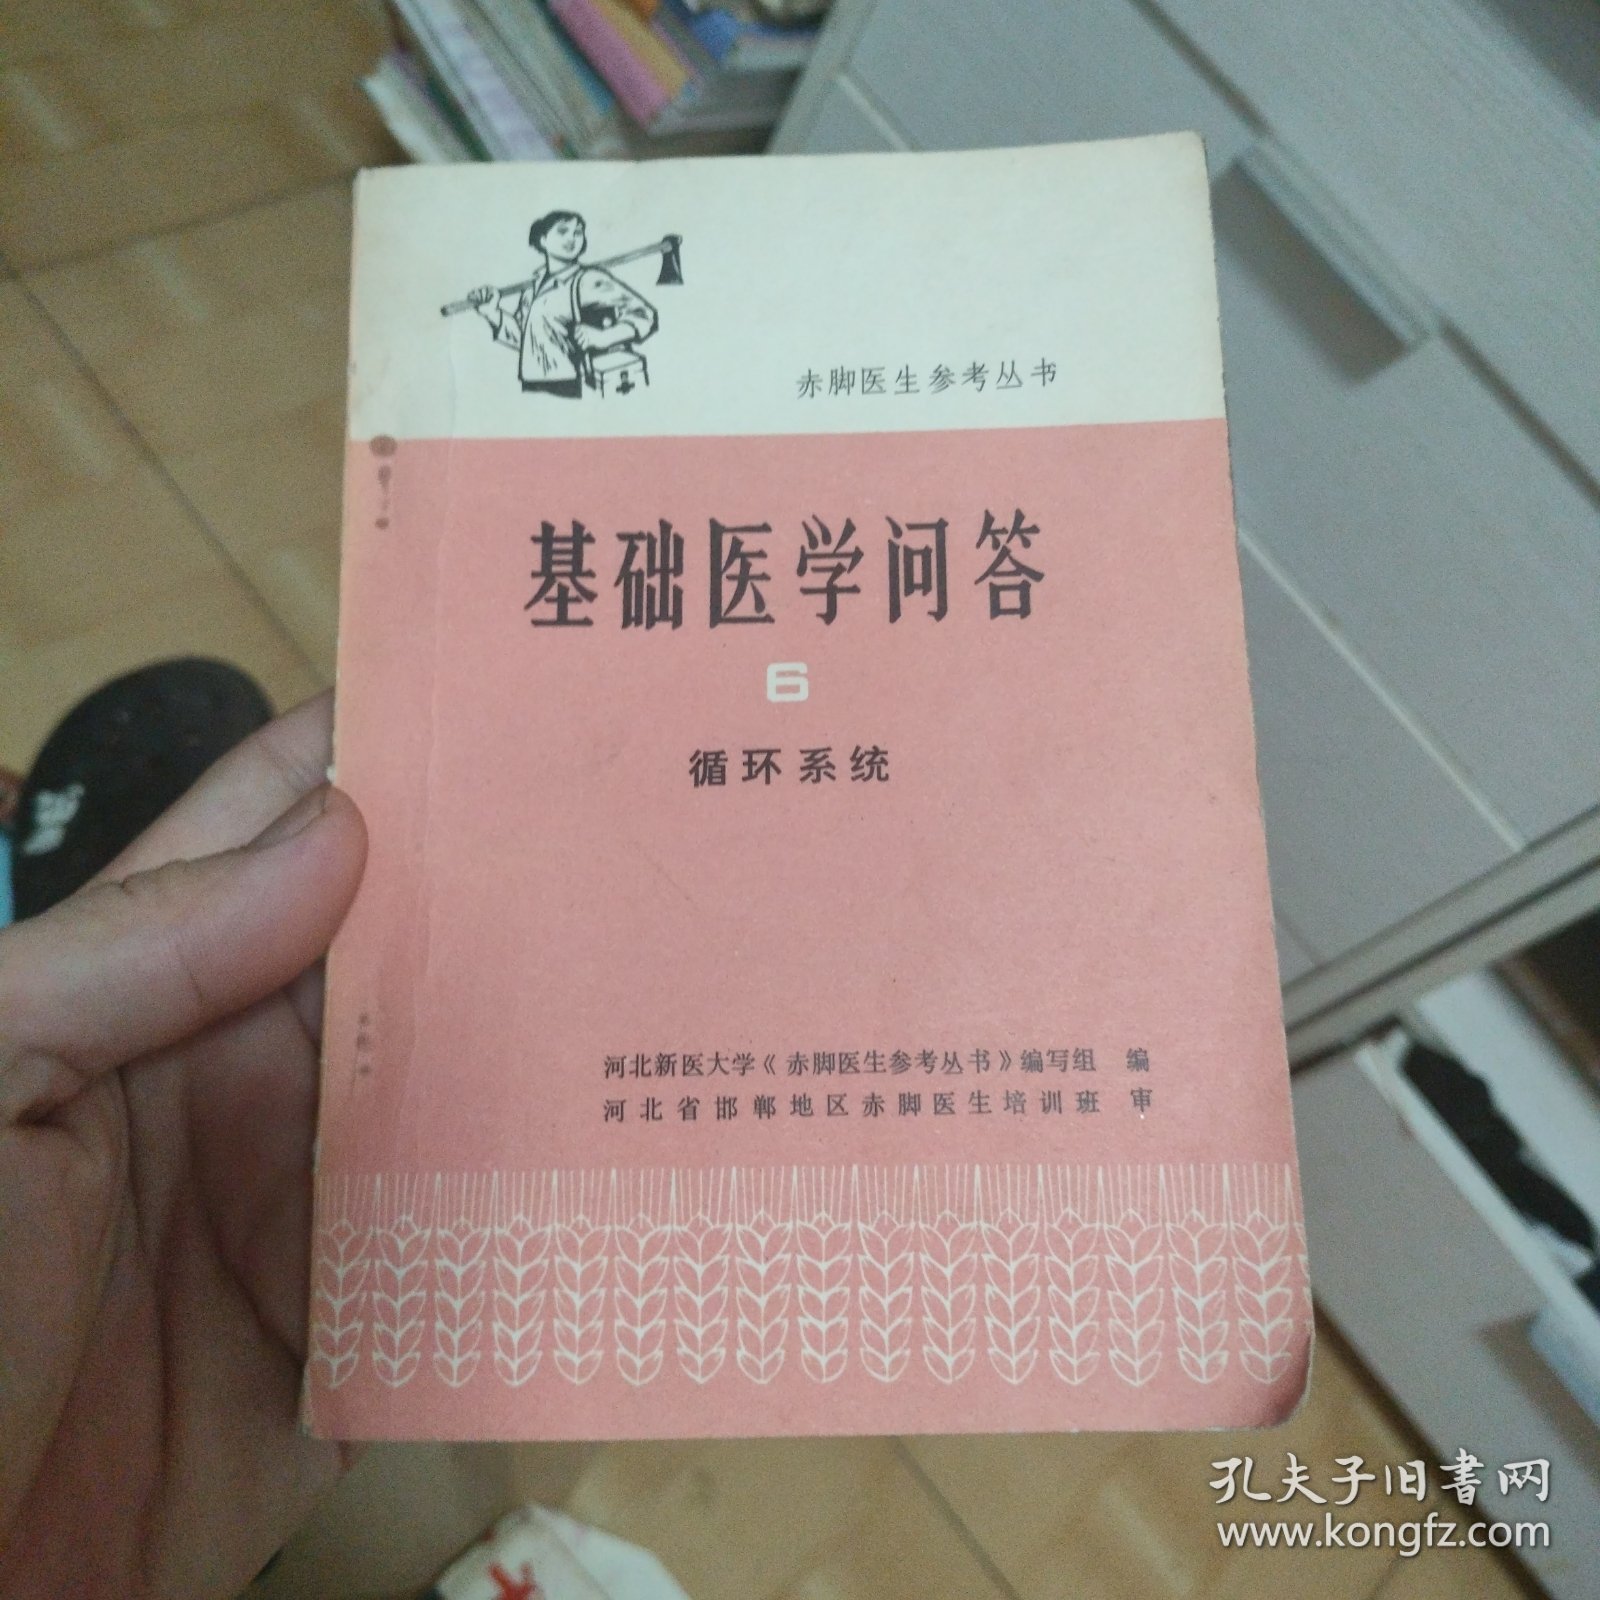 赤脚医生参考丛书
基础医学问答
6
循环系统
河北新医大学《赤脚医生参考丛书》编写组 编
河北省邯郸地区赤脚医生培训班 审
孔夫子旧书网
www.kongfz.com